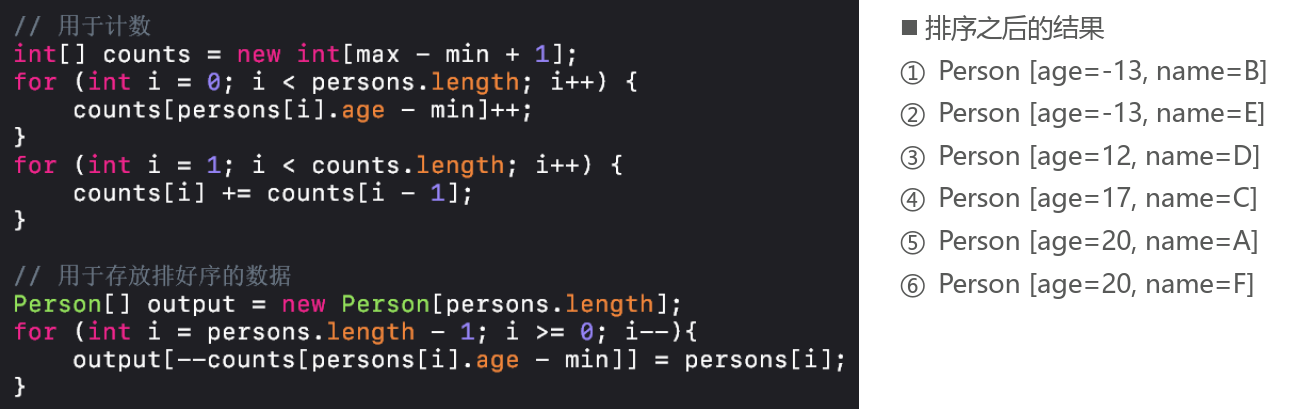 // 用于计数
int[] counts = new int[max - min + 1];
for (int i = 0; i < persons.length; i++) {
    counts[persons[i].age - min]++;
}
for (int i = 1; i < counts.length; i++) {
    counts[i] += counts[i - 1];
}
// 用于存放排好序的数据
Person[] output = new Person[persons.length];
for (int i = persons.length - 1; i >= 0; i--){
    output[--counts[persons[i].age - min]] = persons[i];
}
■ 排序之后的结果
① Person [age=-13, name=B]
② Person [age=-13, name=E]
③ Person [age=12, name=D]
④ Person [age=17, name=C]
⑤ Person [age=20, name=A]
⑥ Person [age=20, name=F]